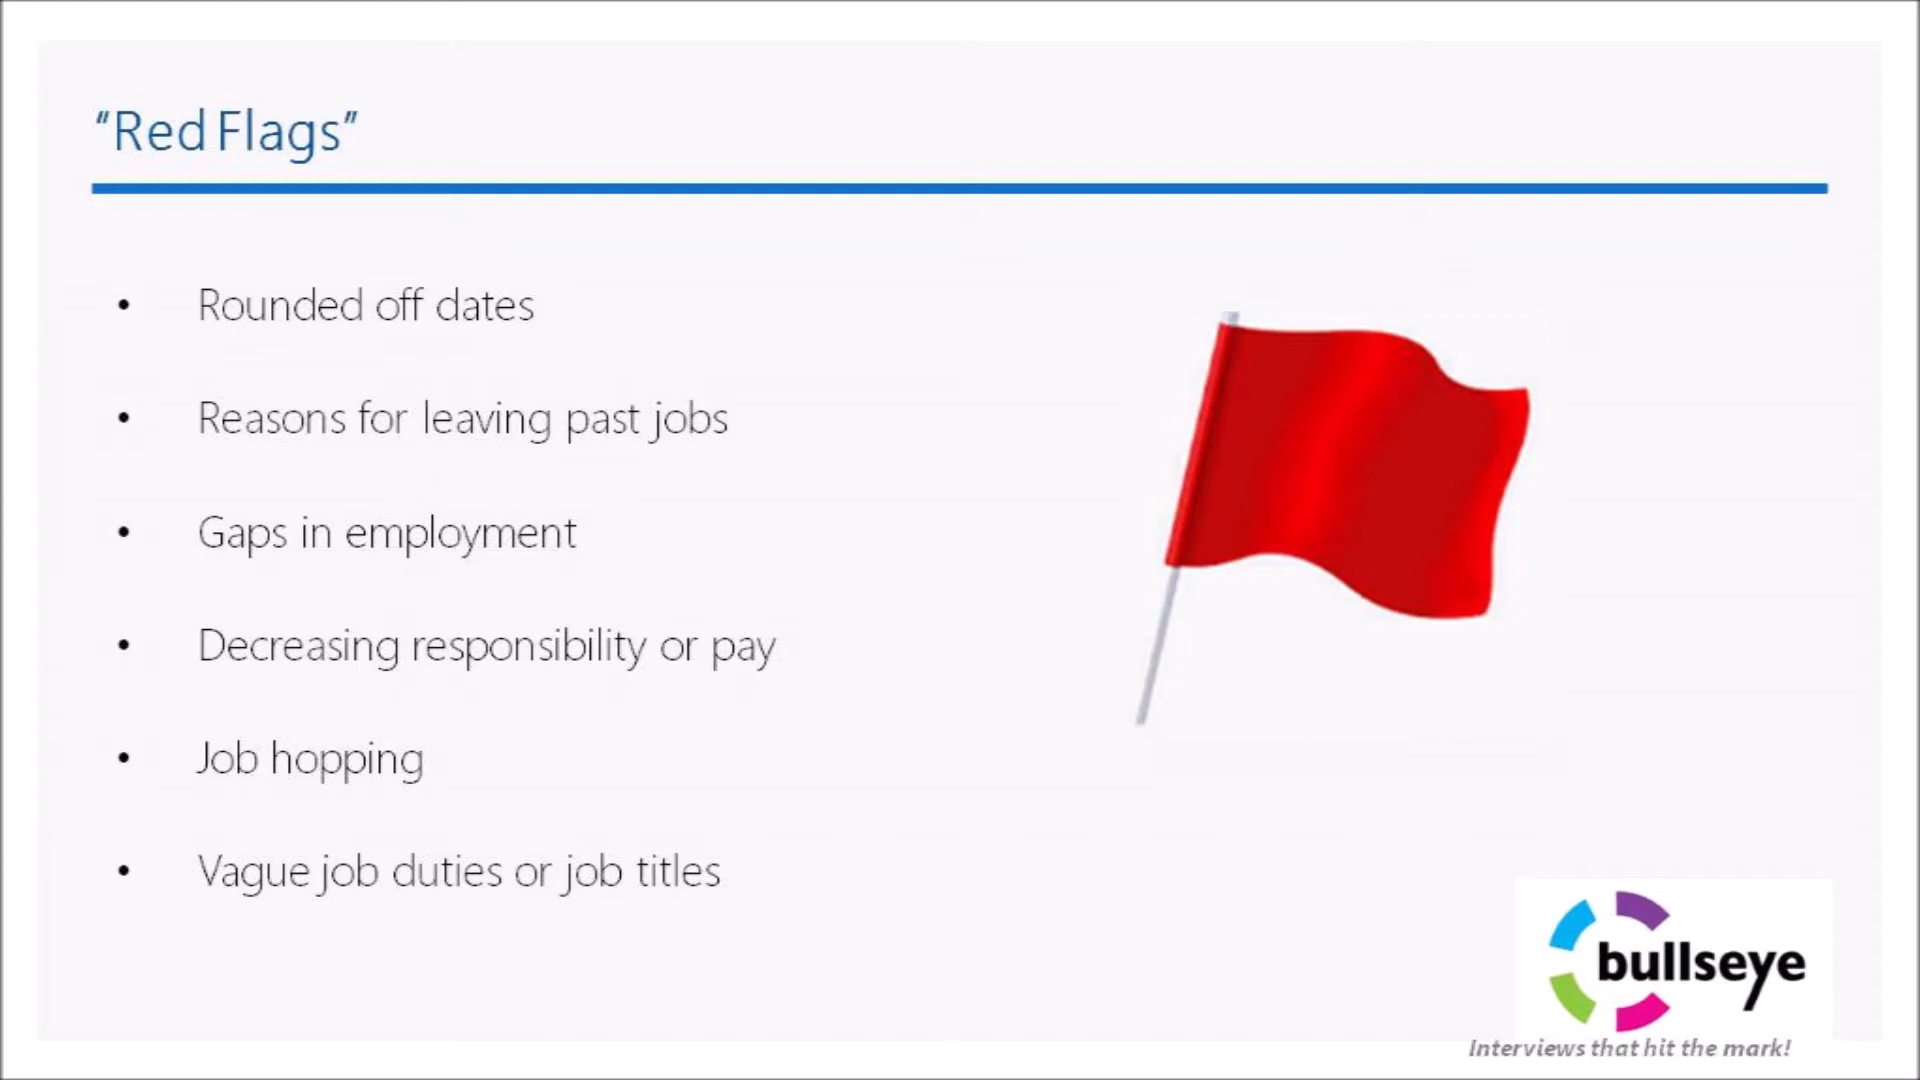 “Red Flags”
• Rounded off dates
• Reasons for leaving past jobs
• Gaps in employment
• Decreasing responsibility or pay
• Job hopping
• Vague job duties or job titles
bullseye
Interviews that hit the mark!